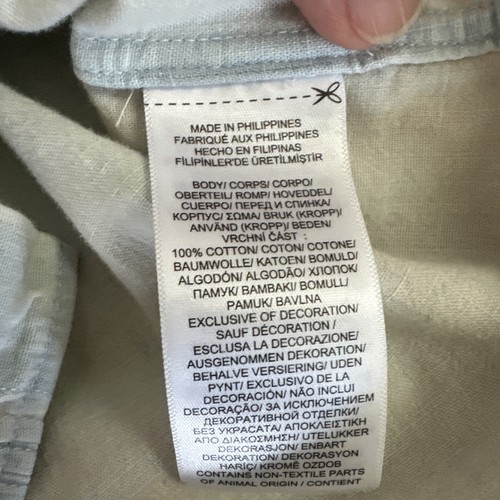 MADE IN PHILIPPINES
FABRIQUÉ AUX PHILIPPINES
HECHO EN FILIPINAS
FİLİPİNLER'DE ÜRETİLMİŞTİR
BODY/ CORPS/ CORPO/
OBERTEIL/ ROMP/ HOVEDDEL/
CUERPO/ ПЕРЕД И СПИНКА/
КОРПУС/ ΣΩΜΑ/ BRUK (KROPP)/
ANVÄND (KROPP)/ BEDEN/
VRCHNÍ ČÁST :
100% COTTON/ COTON/ COTONE/
BAUMWOLLE/ KATOEN/ BOMULD/
ALGODÓN/ ALGODÃO/ ХЛОПОК/
ПАМУК/ ΒΑΜΒΑΚΙ/ BOMULL/
PAMUK/ BAVLNA
EXCLUSIVE OF DECORATION/
SAUF DÉCORATION /
ESCLUSA LA DECORAZIONE/
AUSGENOMMEN DEKORATION/
BEHALVE VERSIERING/ UDEN
PYNT/ EXCLUSIVO DE LA
DECORACIÓN/ NÃO INCLUI
DECORAÇÃO/ ЗА ИСКЛЮЧЕНИЕМ
ДЕКОРАТИВНОЙ ОТДЕЛКИ/
БЕЗ УКРАСАТА/ ΑΠΟΚΛΕΙΣΤΙΚΗ
ΑΠΟ ΔΙΑΚΟΣΜΗΣΗ/ UTELUKKER
DEKORASJON/ ENBART
DEKORATION/ DEKORASYON
HARİÇ/ KROMĚ OZDOB
CONTAINS NON-TEXTILE PARTS
OF ANIMAL ORIGIN / CONTIENT